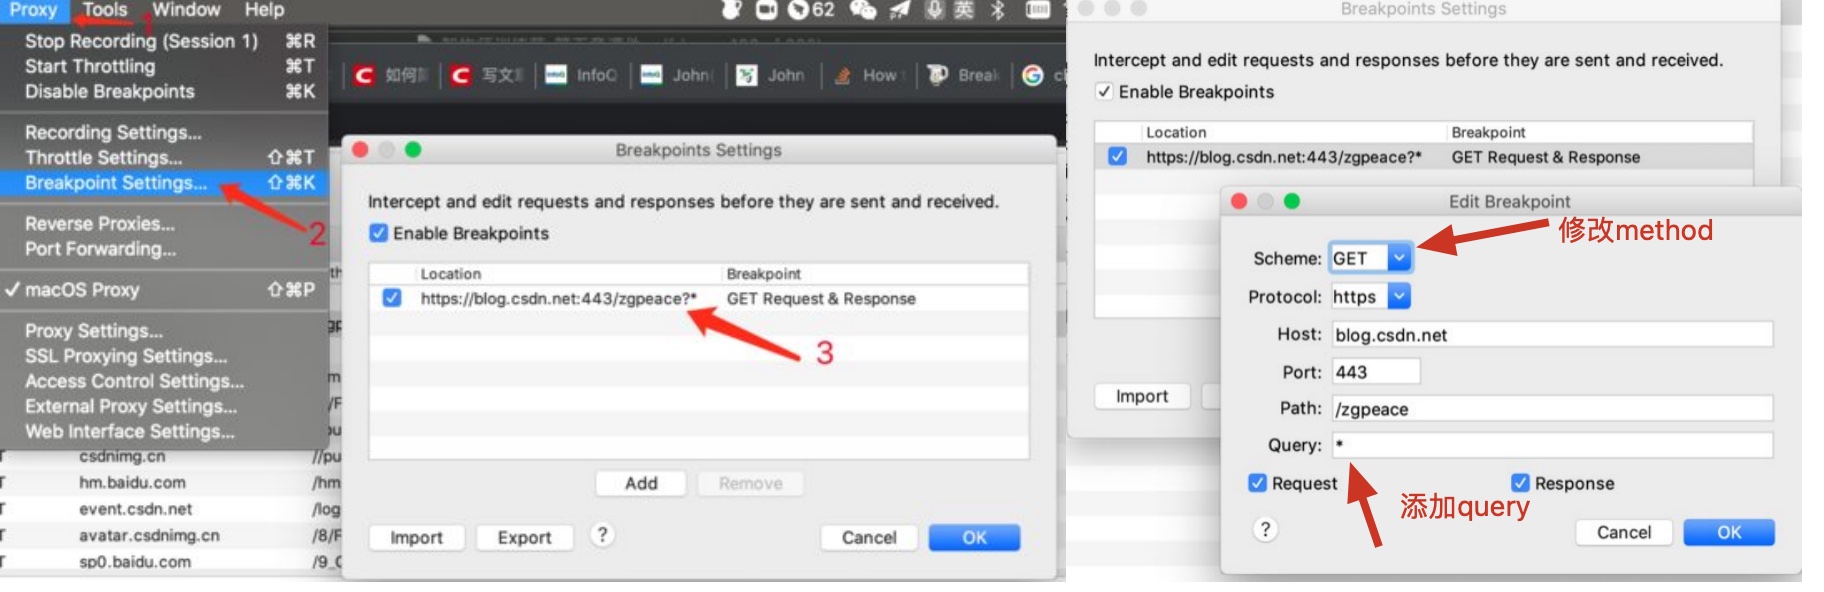 Proxy Tools Window Help
1
62 英
Stop Recording (Session 1) ⌘R
Start Throttling ⌘T
Disable Breakpoints ⌘K
Recording Settings...
Throttle Settings... ⇧⌘T
Breakpoint Settings... ⇧⌘K
2
Reverse Proxies...
Port Forwarding...
✓ macOS Proxy ⇧⌘P
Proxy Settings...
SSL Proxying Settings...
Access Control Settings...
External Proxy Settings...
Web Interface Settings...
csdnimg.cn //pu
hm.baidu.com /hm
event.csdn.net /log
avatar.csdnimg.cn /8/F
sp0.baidu.com /9_
如何 写文 InfoQ John John How Break
Breakpoints Settings
Intercept and edit requests and responses before they are sent and received.
Enable Breakpoints
Location Breakpoint
https://blog.csdn.net:443/zgpeace?* GET Request & Response
3
Add Remove
Import Export ? Cancel OK
Breakpoints Settings
Intercept and edit requests and responses before they are sent and received.
Enable Breakpoints
Location Breakpoint
https://blog.csdn.net:443/zgpeace?* GET Request & Response
Import
Edit Breakpoint
修改method
Scheme: GET
Protocol: https
Host: blog.csdn.net
Port: 443
Path: /zgpeace
Query: *
Request Response
添加query
? Cancel OK